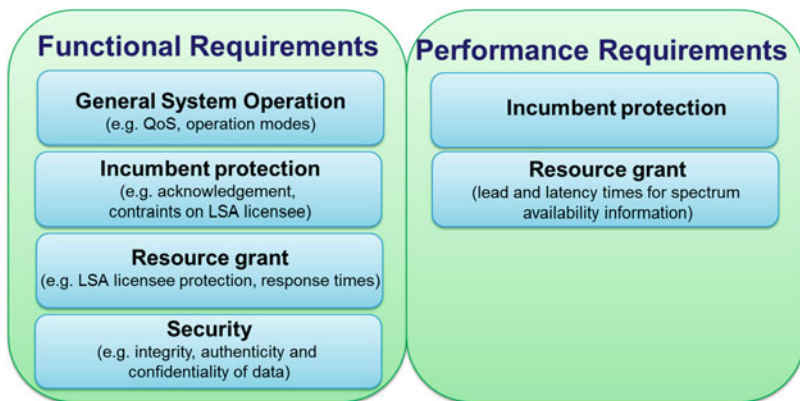 Functional Requirements
General System Operation
(e.g. QoS, operation modes)
Incumbent protection
(e.g. acknowledgement,
contraints on LSA licensee)
Resource grant
(e.g. LSA licensee protection, response times)
Security
(e.g. integrity, authenticity and
confidentiality of data)
Performance Requirements
Incumbent protection
Resource grant
(lead and latency times for spectrum
availability information)